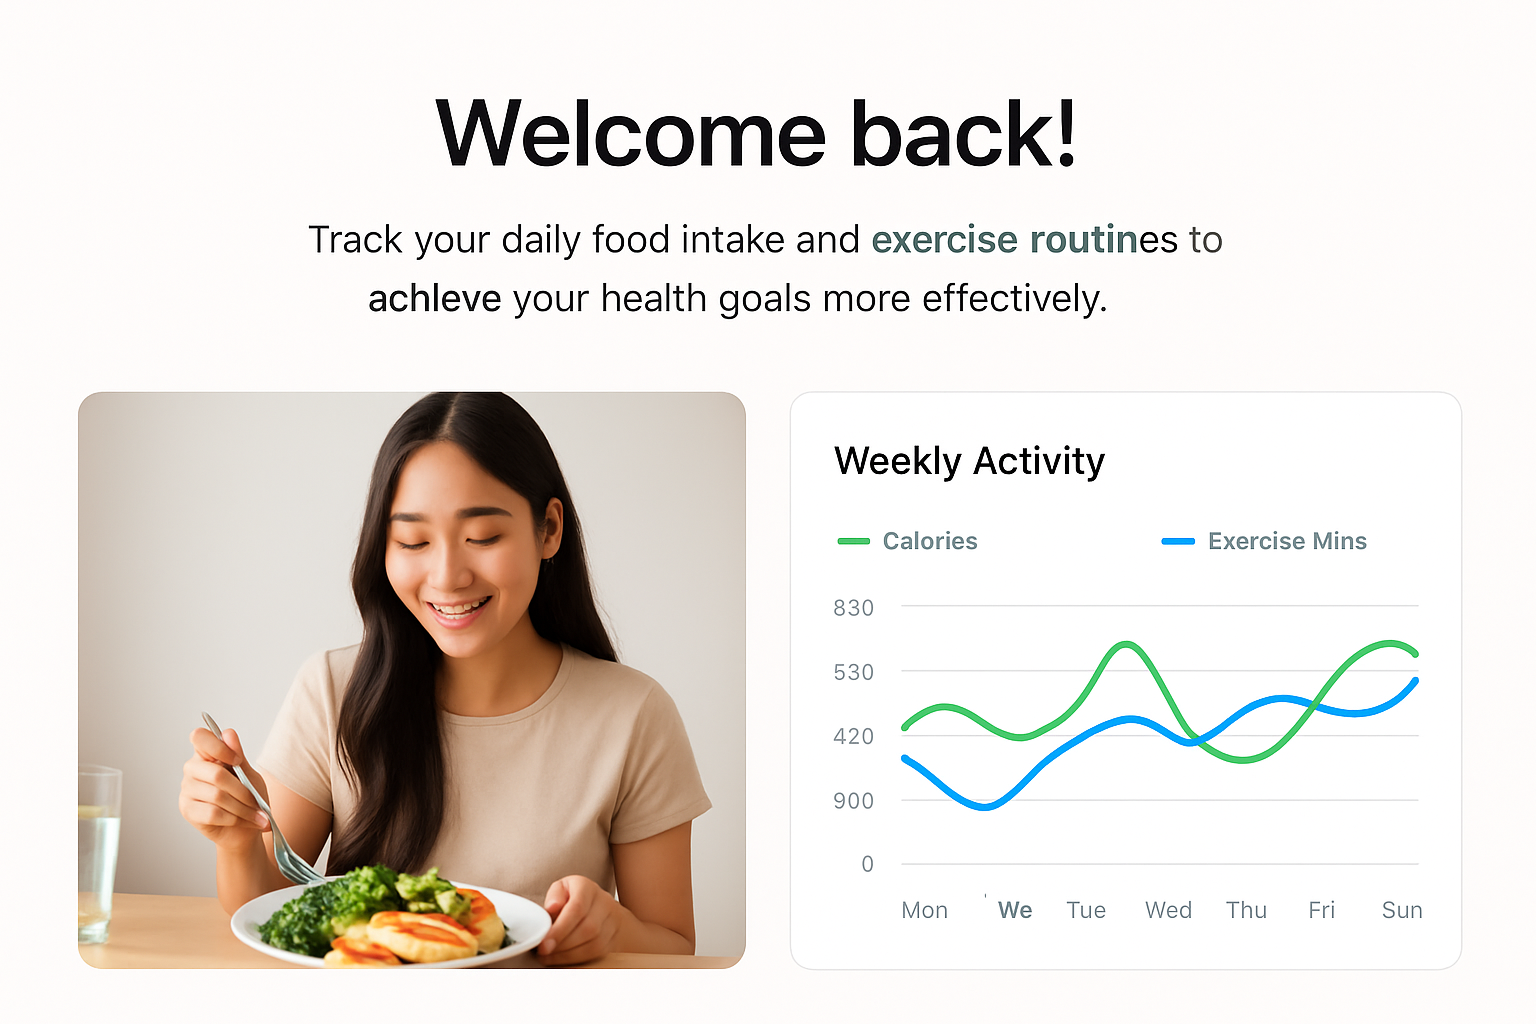 Welcome back!
Track your daily food intake and exercise routines to
achleve your health goals more effectively.
Weekly Activity
Calories
Exercise Mins
830
530
420
900
0
Mon We Tue Wed Thu Fri Sun